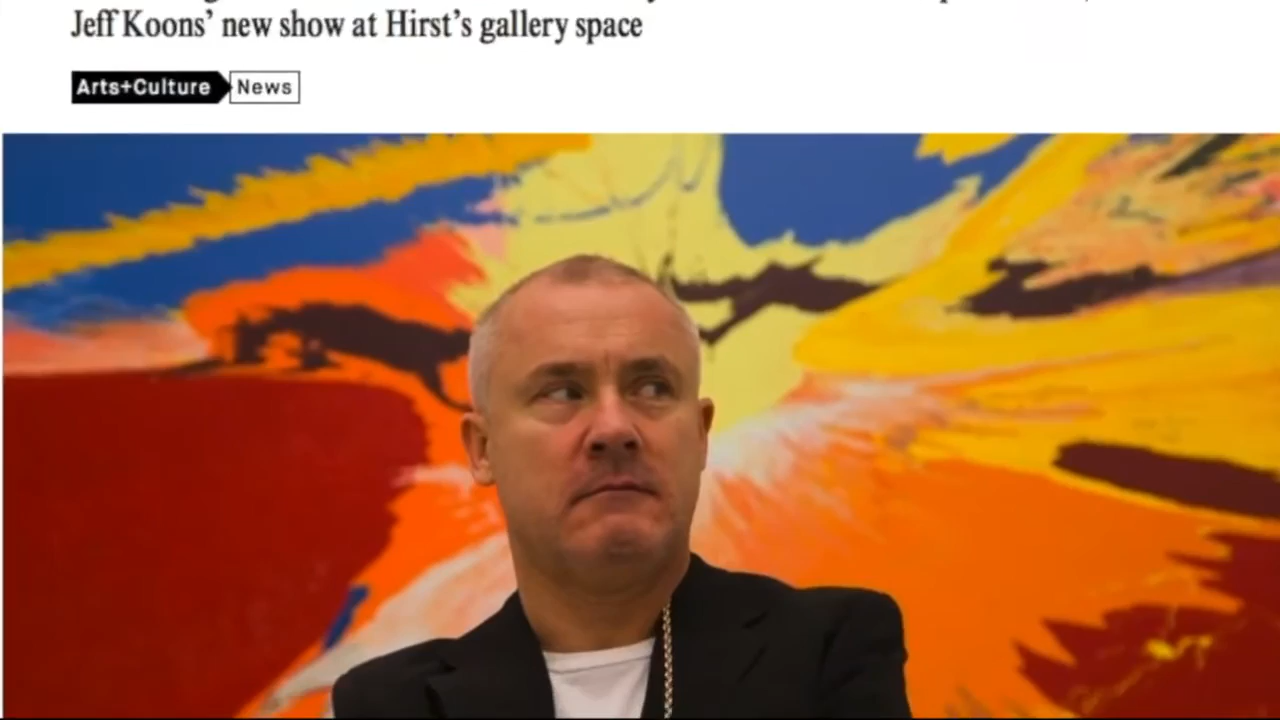 Jeff Koons’ new show at Hirst’s gallery space
Arts+Culture News